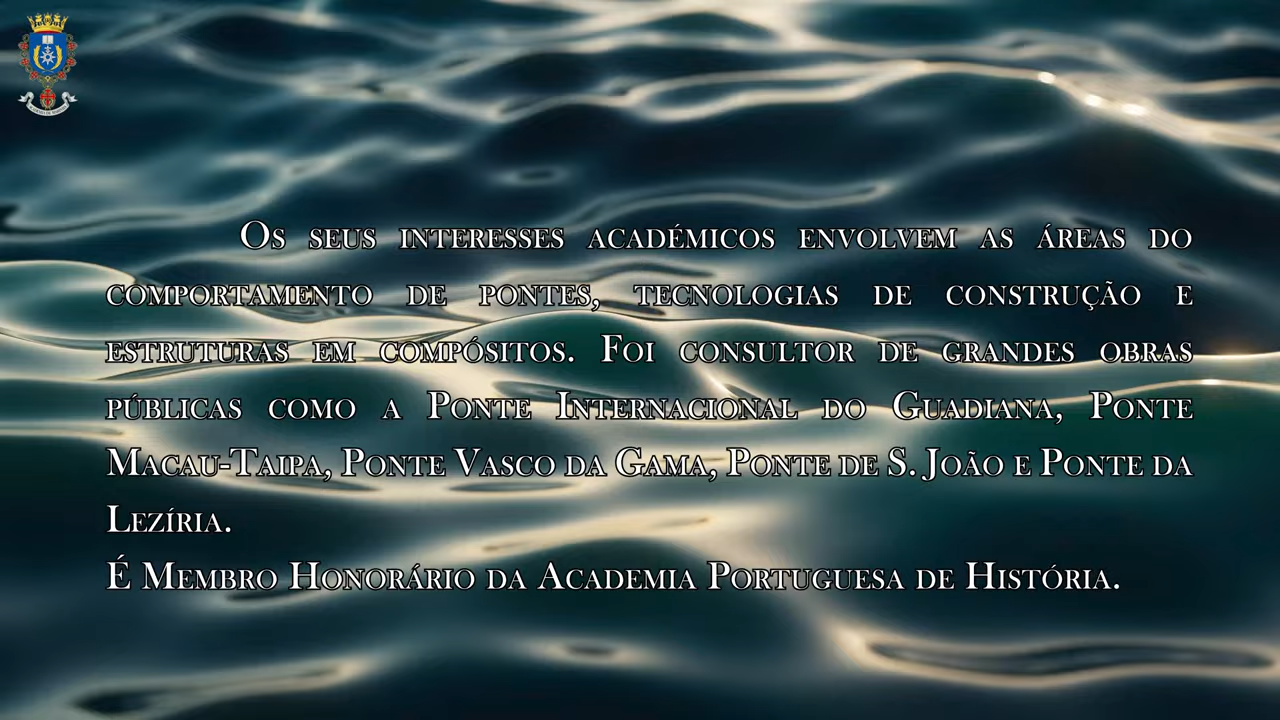 Os seus interesses académicos envolvem as áreas do
comportamento de pontes, tecnologias de construção e
estruturas em compósitos. Foi consultor de grandes obras
públicas como a Ponte Internacional do Guadiana, Ponte
Macau-Taipa, Ponte Vasco da Gama, Ponte de S. João e Ponte da
Lezíria.
É Membro Honorário da Academia Portuguesa de História.